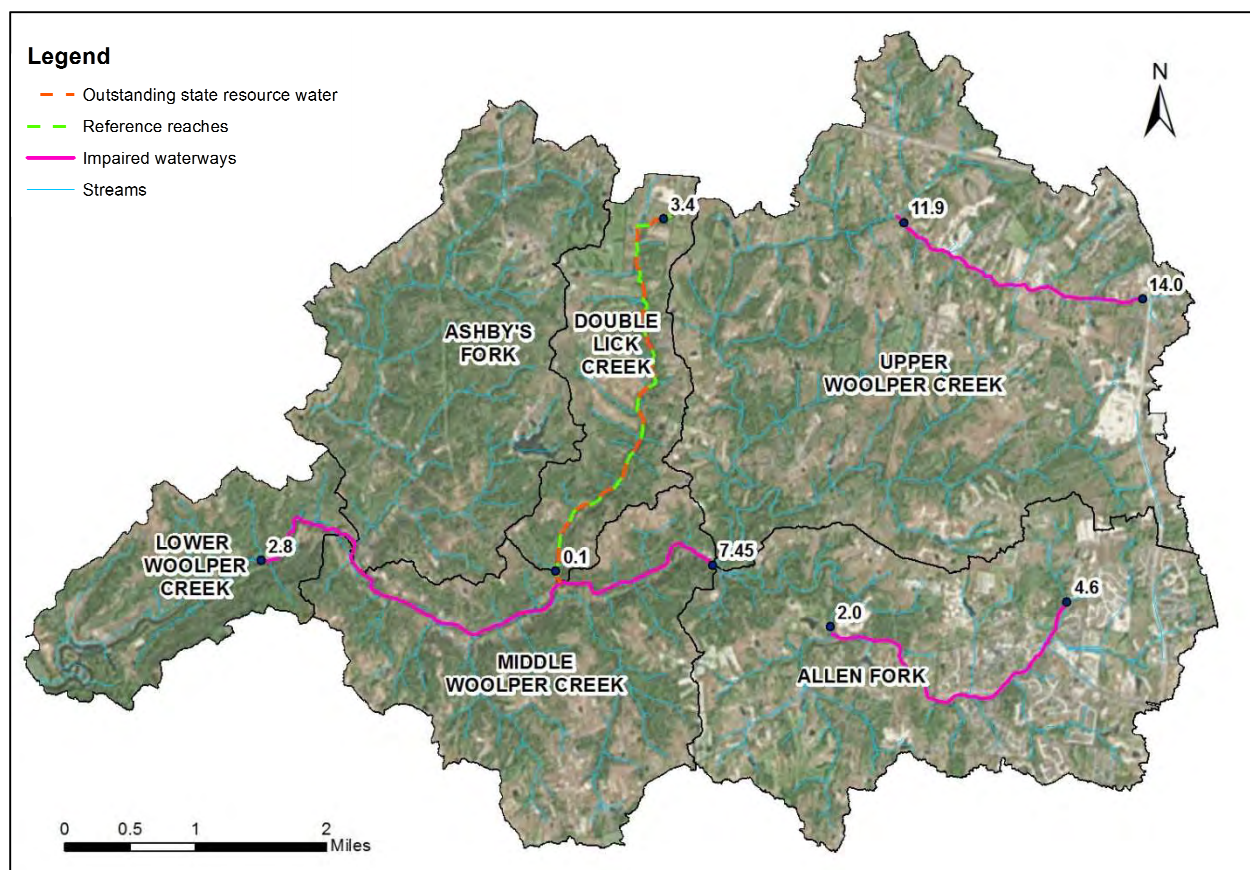 Legend
Outstanding state resource water
Reference reaches
Impaired waterways
Streams
N
3.4
11.9
14.0
ASHBY'S
FORK
DOUBLE
LICK
CREEK
UPPER
WOOLPER CREEK
LOWER
WOOLPER
CREEK
2.8
0.1
7.45
2.0
4.6
MIDDLE
WOOLPER CREEK
ALLEN FORK
0 0.5 1 2
Miles